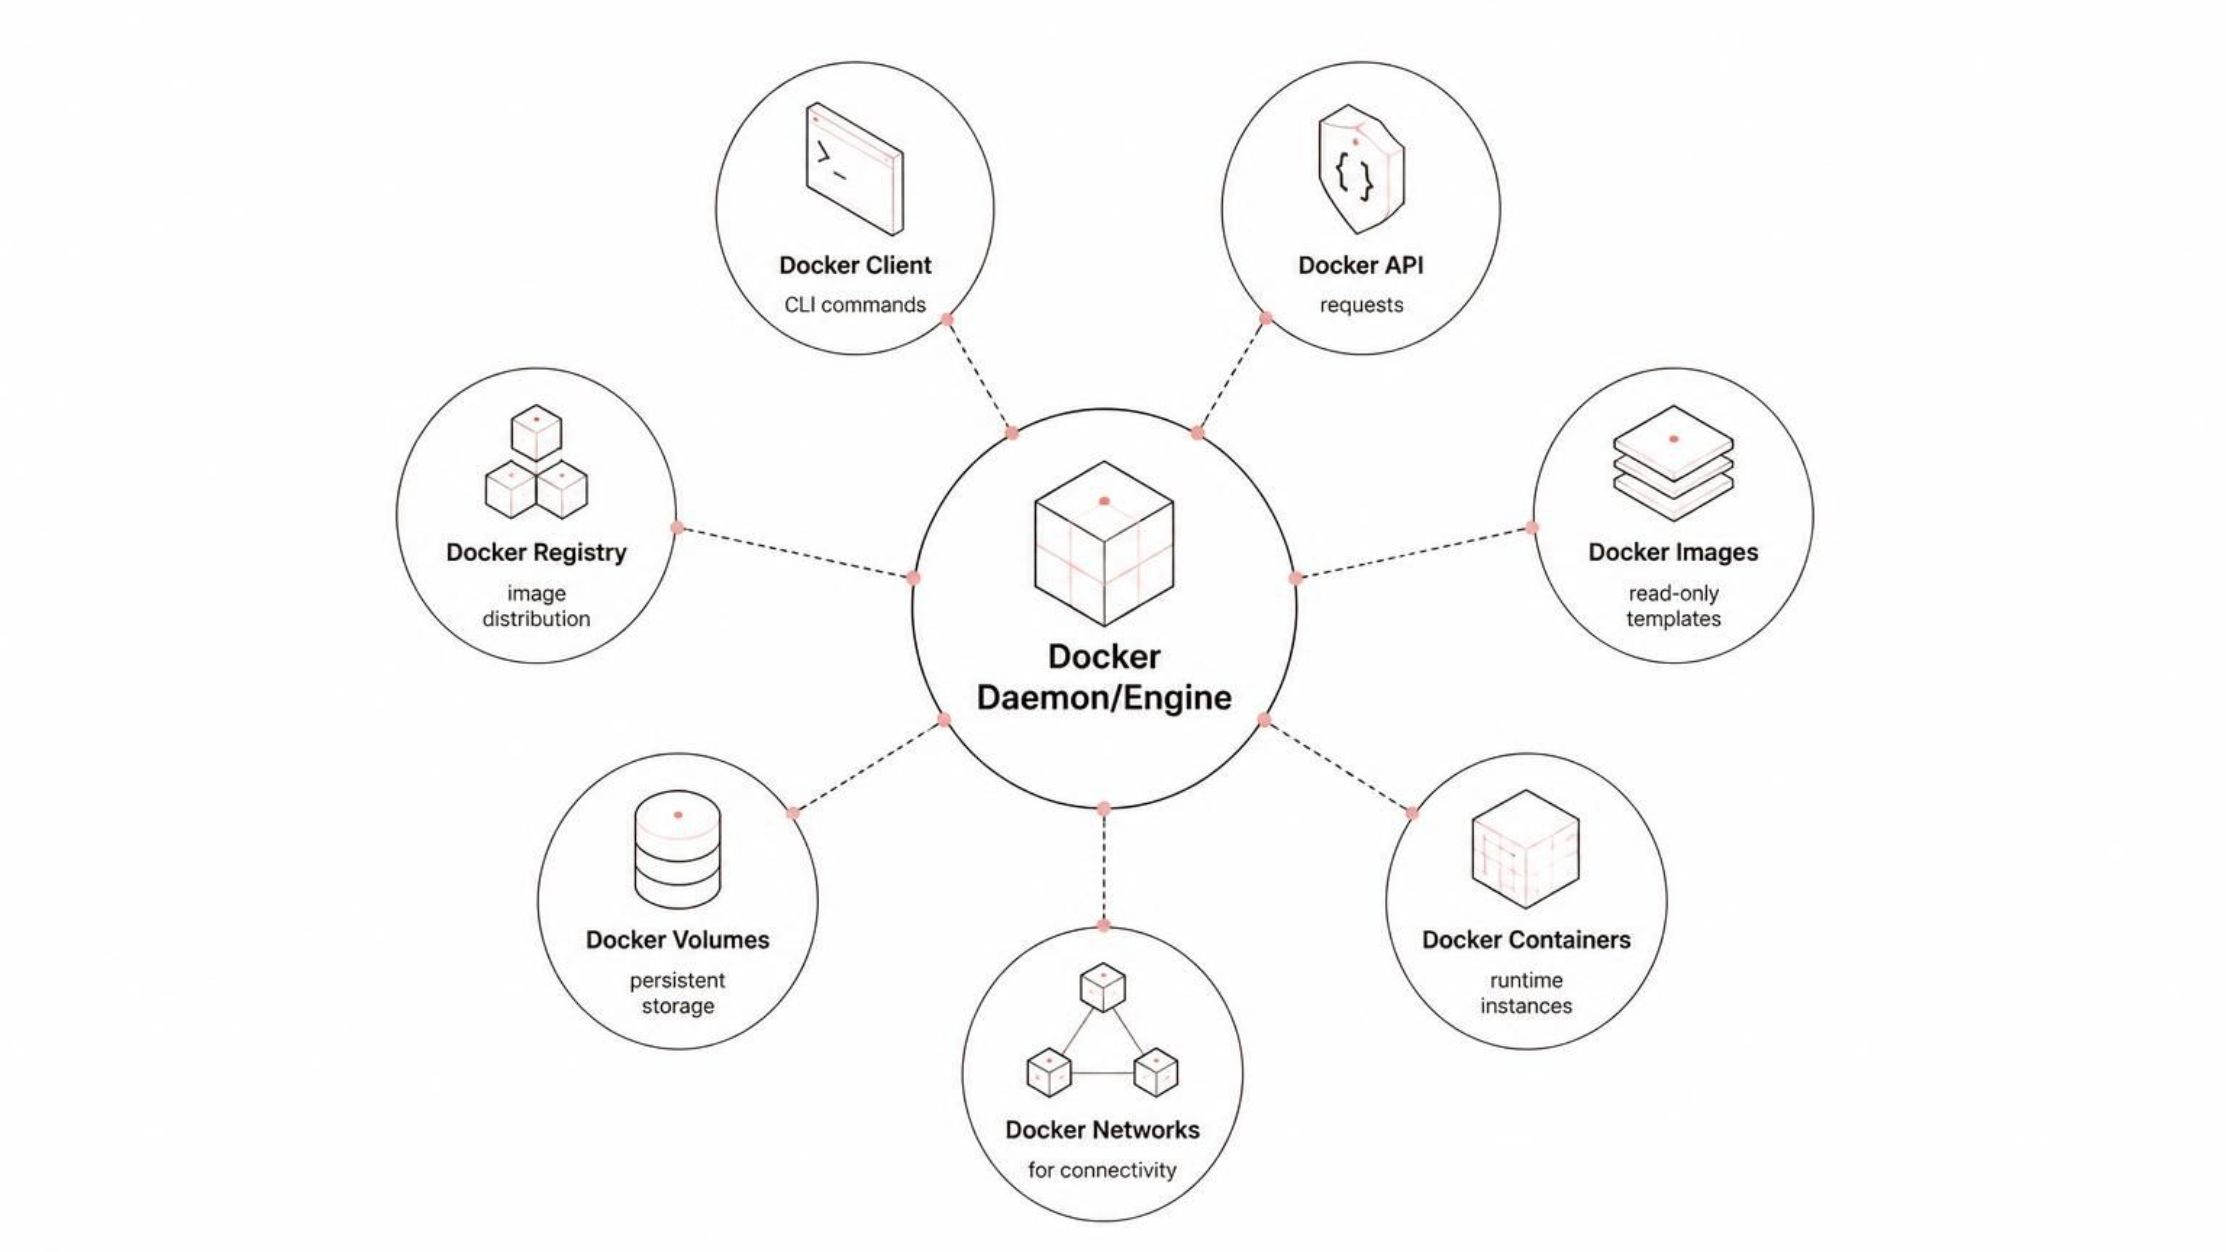 Docker Client
CLI commands
Docker API
requests
Docker Registry
image
distribution
Docker Images
read-only
templates
Docker
Daemon/Engine
Docker Volumes
persistent
storage
Docker Containers
runtime
instances
Docker Networks
for connectivity